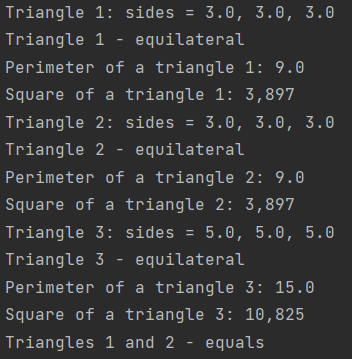 Triangle 1: sides = 3.0, 3.0, 3.0
Triangle 1 - equilateral
Perimeter of a triangle 1: 9.0
Square of a triangle 1: 3,897
Triangle 2: sides = 3.0, 3.0, 3.0
Triangle 2 - equilateral
Perimeter of a triangle 2: 9.0
Square of a triangle 2: 3,897
Triangle 3: sides = 5.0, 5.0, 5.0
Triangle 3 - equilateral
Perimeter of a triangle 3: 15.0
Square of a triangle 3: 10,825
Triangles 1 and 2 - equals